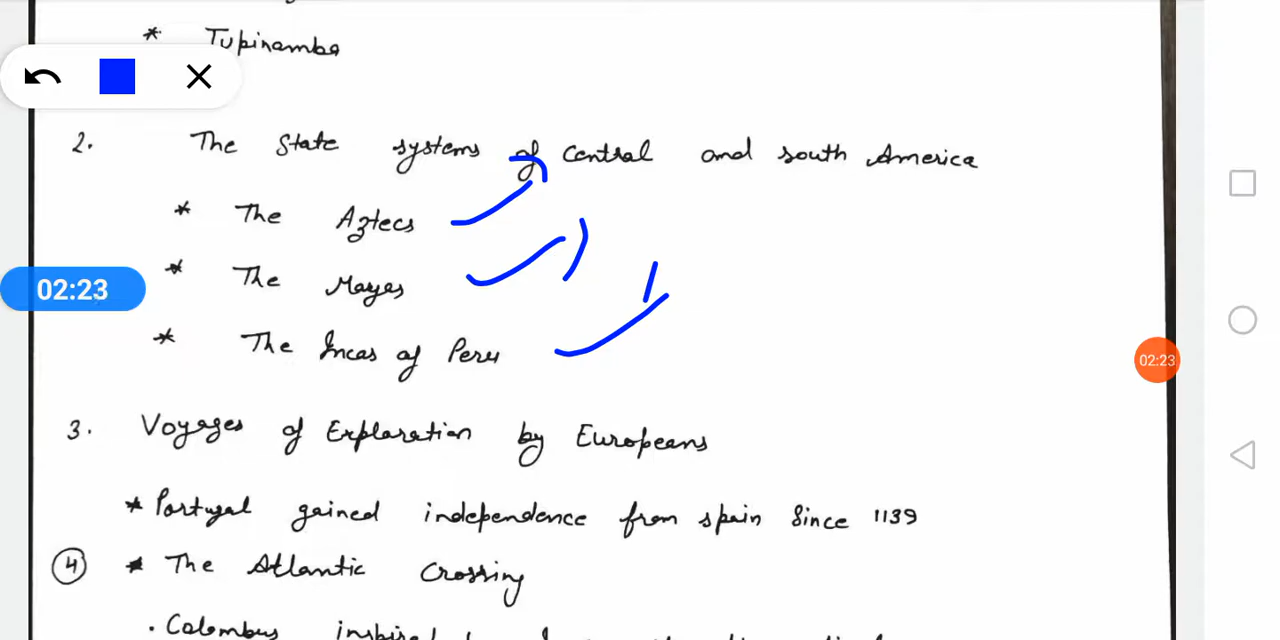 * Tupinamba
2. The State systems of Central and south America
* The Aztecs
* The Mayas
02:23
* The Incas of Peru
02:23
3. Voyages of Exploration by Europeans
* Portugal gained independence from spain Since 1139
4 * The Atlantic Crossing
. Colombus inspired